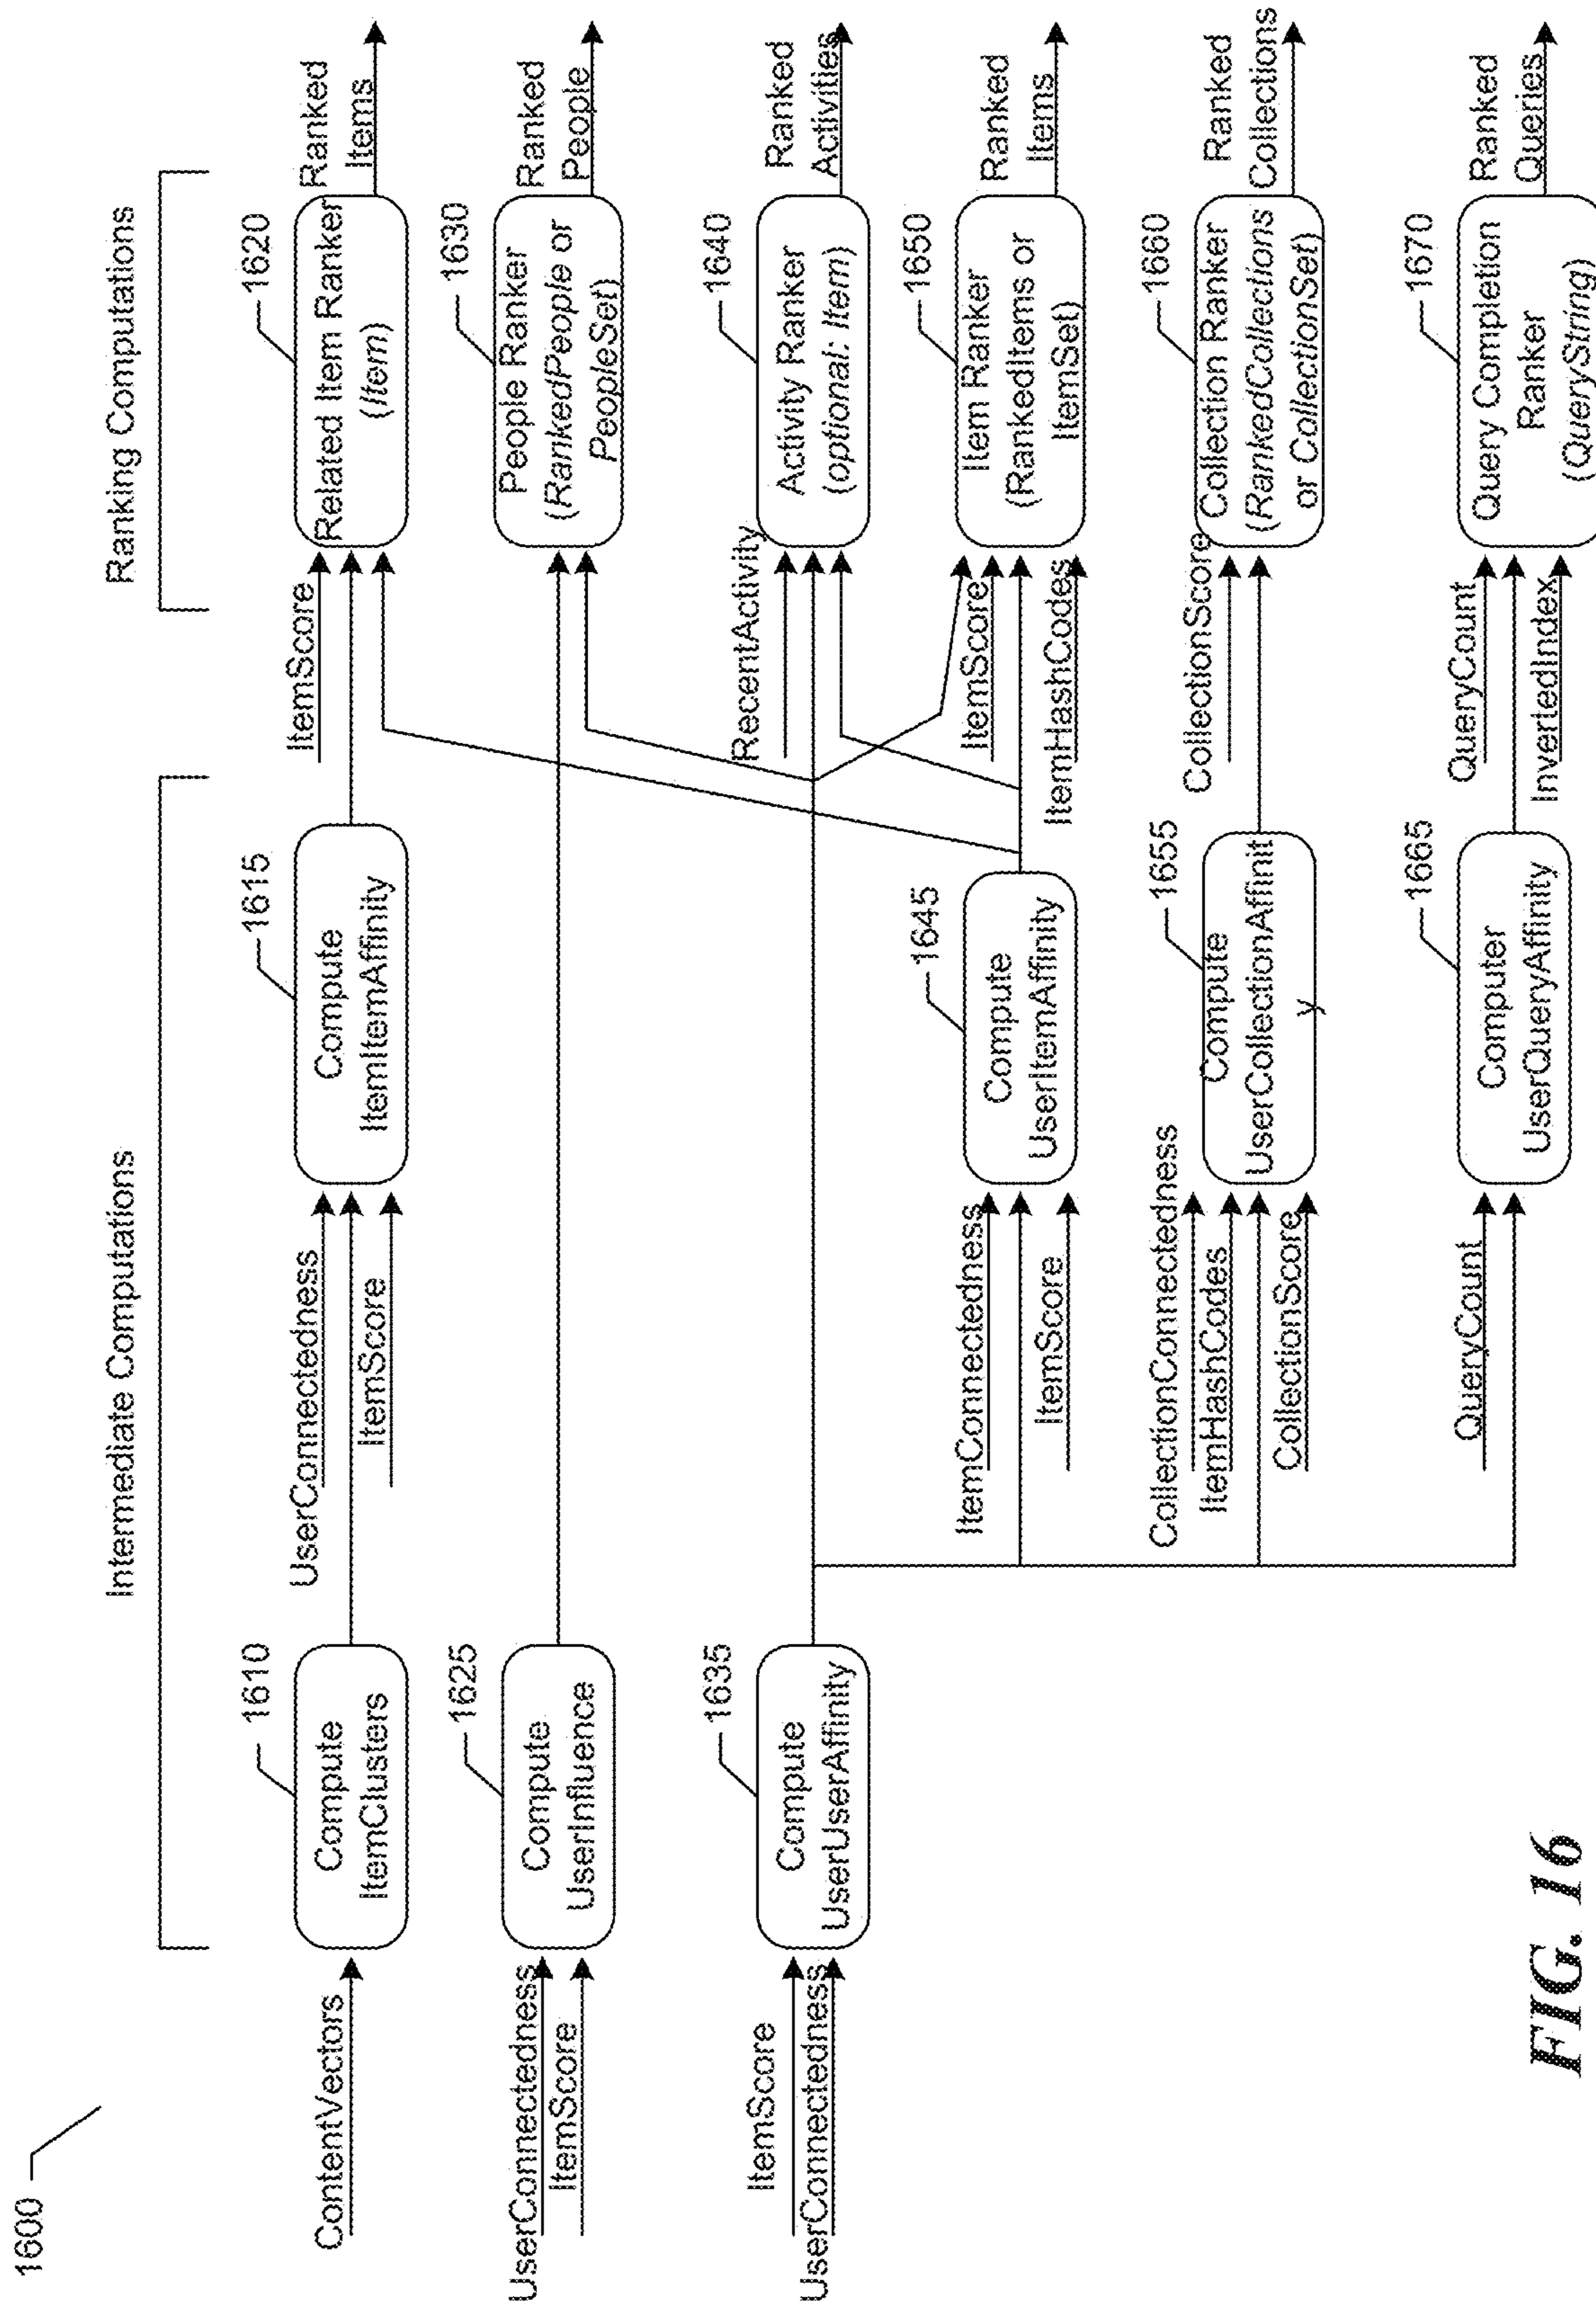 1600
Intermediate Computations
Ranking Computations
ContentVectors
1610
Compute
ItemClusters
UserConnectedness
ItemScore
1615
Compute
ItemItemAffinity
ItemScore
1620
Related Item Ranker
(Item)
Ranked
Items
UserConnectedness
ItemScore
1625
Compute
UserInfluence
1630
People Ranker
(RankedPeople or
PeopleSet)
Ranked
People
ItemScore
UserConnectedness
1635
Compute
UserUserAffinity
RecentActivity
1640
Activity Ranker
(optional: Item)
Ranked
Activities
ItemConnectedness
ItemScore
1645
Compute
UserItemAffinity
ItemScore
ItemHashCodes
1650
Item Ranker
(RankedItems or
ItemSet)
Ranked
Items
CollectionConnectedness
ItemHashCodes
CollectionScore
1655
Compute
UserCollectionAffinit
y
CollectionScore
1660
Collection Ranker
(RankedCollections
or CollectionSet)
Ranked
Collections
QueryCount
1665
Computer
UserQueryAffinity
QueryCount
InvertedIndex
1670
Query Completion
Ranker
(QueryString)
Ranked
Queries
FIG. 16